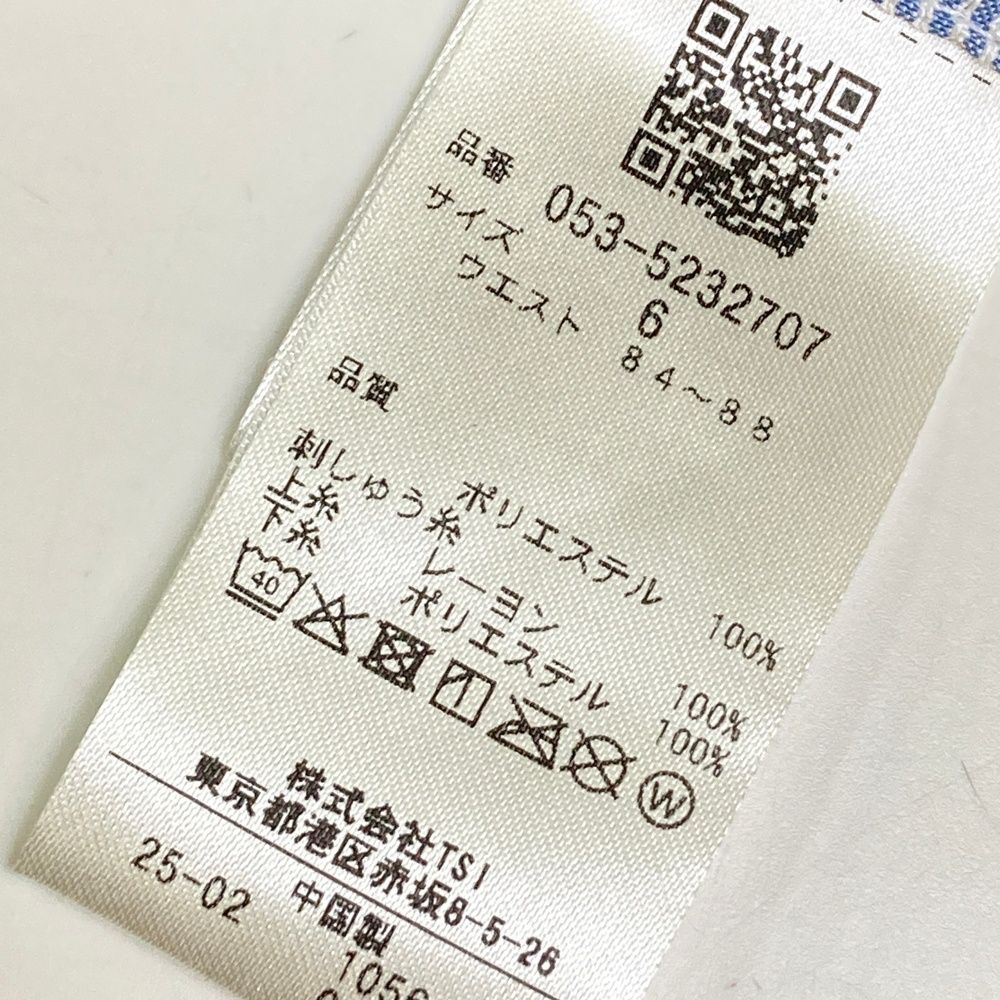 品番 053-5232707
サイズ 6
ウエスト 84~88
品質
ポリエステル 100%
刺しゅう糸
上糸 レーヨン 100%
下糸 ポリエステル 100%
40
W
株式会社TSI
東京都港区赤坂8-5-26
25-02 中国製
1056